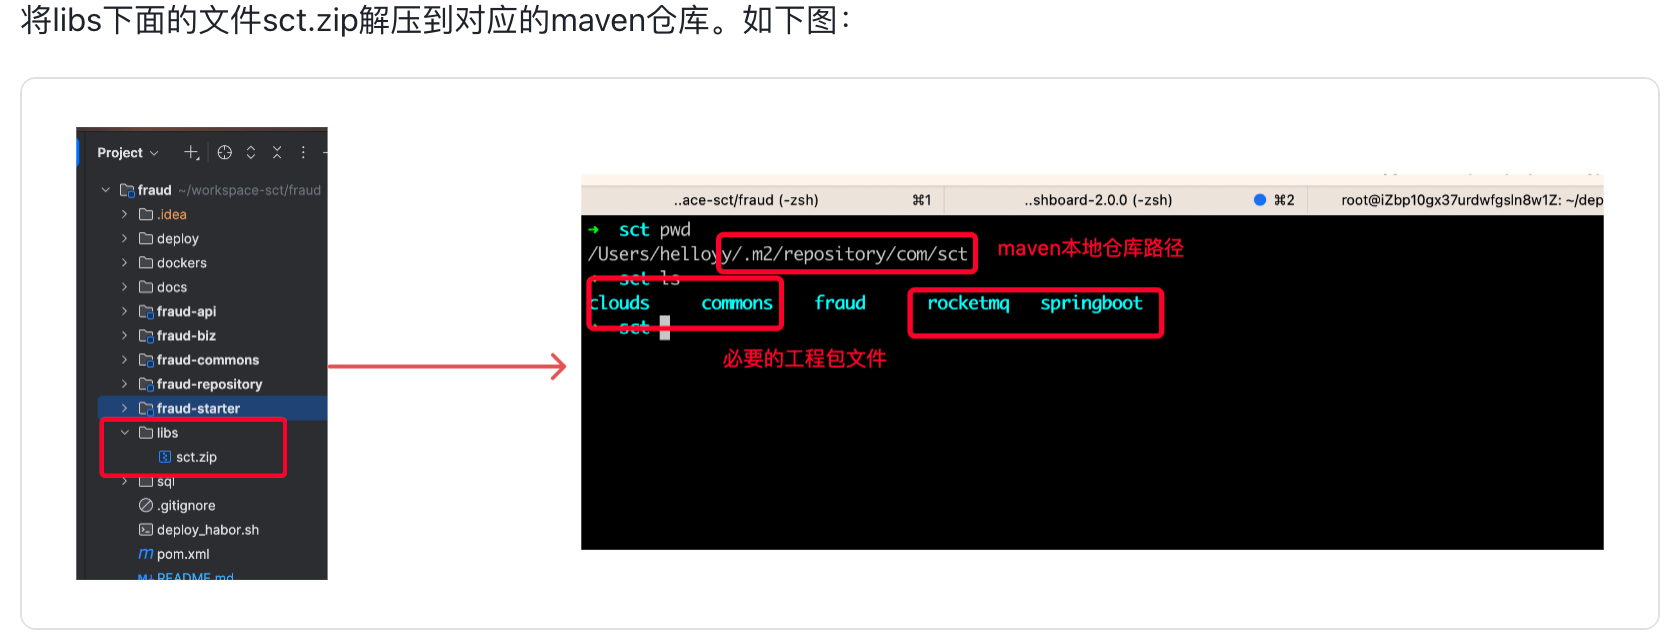 将libs下面的文件sct.zip解压到对应的maven仓库。如下图：
Project
fraud ~/workspace-sct/fraud
.idea
deploy
dockers
docs
fraud-api
fraud-biz
fraud-commons
fraud-repository
fraud-starter
libs
sct.zip
sql
.gitignore
deploy_habor.sh
pom.xml
README.md
..ace-sct/fraud (-zsh) ⌘1 ..shboard-2.0.0 (-zsh) ⌘2 root@iZbp10gx37urdwfgsln8w1Z: ~/dep
➜ sct pwd
/Users/helloyy/.m2/repository/com/sct maven本地仓库路径
➜ sct ls
clouds commons fraud rocketmq springboot
➜ sct
必要的工程包文件